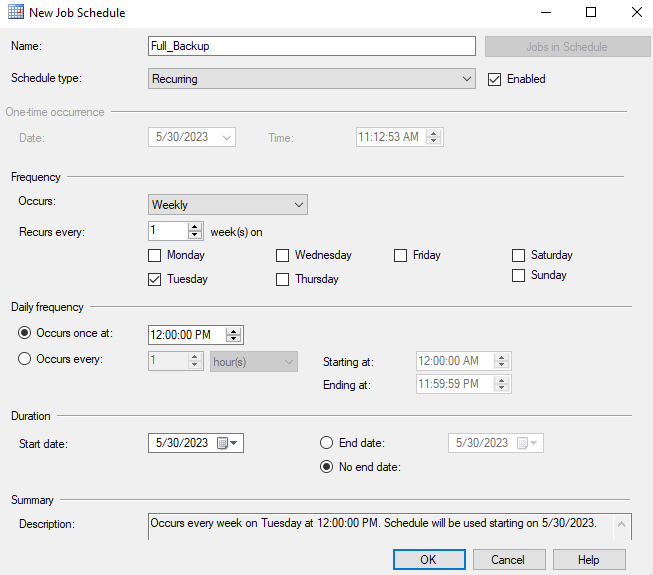 New Job Schedule
Name: Full_Backup Jobs in Schedule
Schedule type: Recurring Enabled
One-time occurrence
Date: 5/30/2023 Time: 11:12:53 AM
Frequency
Occurs: Weekly
Recurs every: 1 week(s) on
Monday Wednesday Friday Saturday
Tuesday Thursday Sunday
Daily frequency
Occurs once at: 12:00:00 PM
Occurs every: 1 hour(s) Starting at: 12:00:00 AM
Ending at: 11:59:59 PM
Duration
Start date: 5/30/2023 End date: 5/30/2023
No end date:
Summary
Description: Occurs every week on Tuesday at 12:00:00 PM. Schedule will be used starting on 5/30/2023.
OK Cancel Help